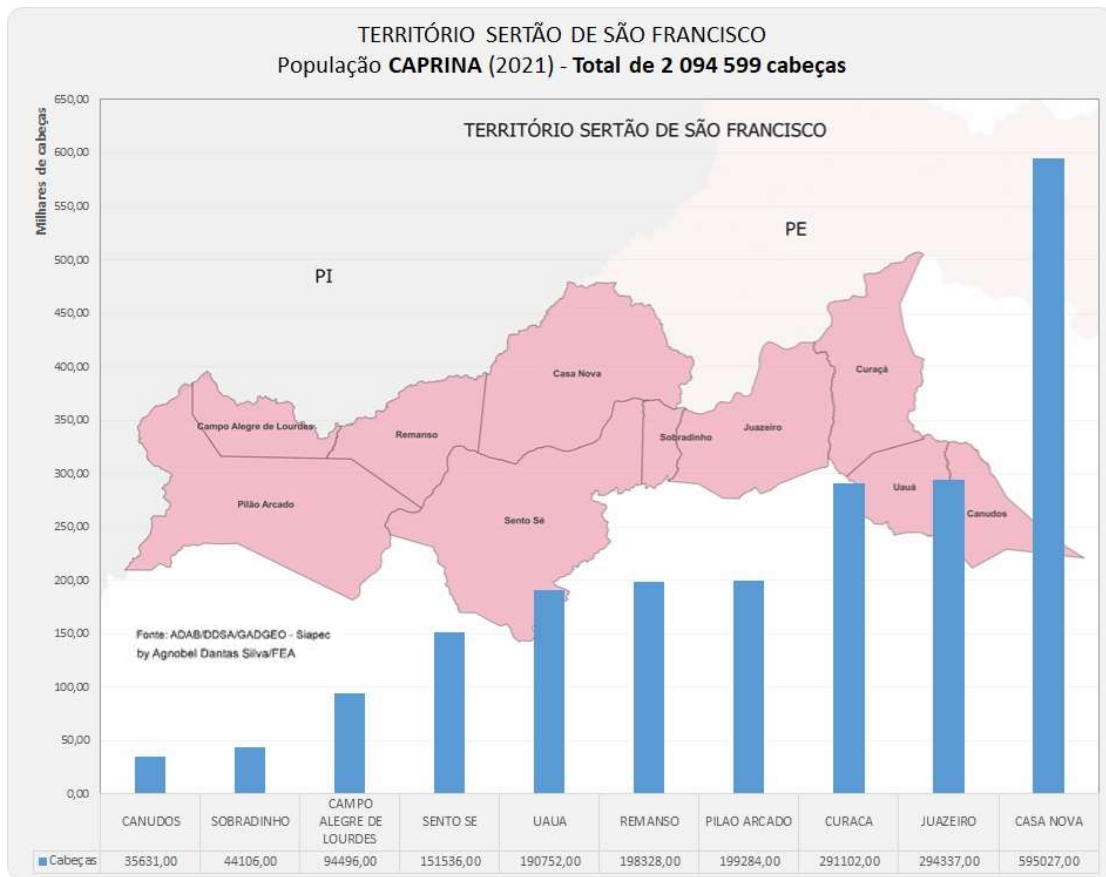 TERRITÓRIO SERTÃO DE SÃO FRANCISCO
População CAPRINA (2021) - Total de 2 094 599 cabeças
Milhares de cabeças
650,00
600,00
550,00
500,00
450,00
400,00
350,00
300,00
250,00
200,00
150,00
100,00
50,00
0,00
TERRITÓRIO SERTÃO DE SÃO FRANCISCO
PE
PI
Casa Nova
Curaçá
Campo Alegre de Lourdes
Remanso
Sobradinho
Juazeiro
Pilão Arcado
Sento Sé
Uauá
Canudos
Fonte: ADAB/DDSA/GADGEO - Siapec
by Agnobel Dantas Silva/FEA
CANUDOS SOBRADINHO CAMPO ALEGRE DE LOURDES SENTO SE UAUA REMANSO PILAO ARCADO CURACA JUAZEIRO CASA NOVA
Cabeças 35631,00 44106,00 94496,00 151536,00 190752,00 198328,00 199284,00 291102,00 294337,00 595027,00